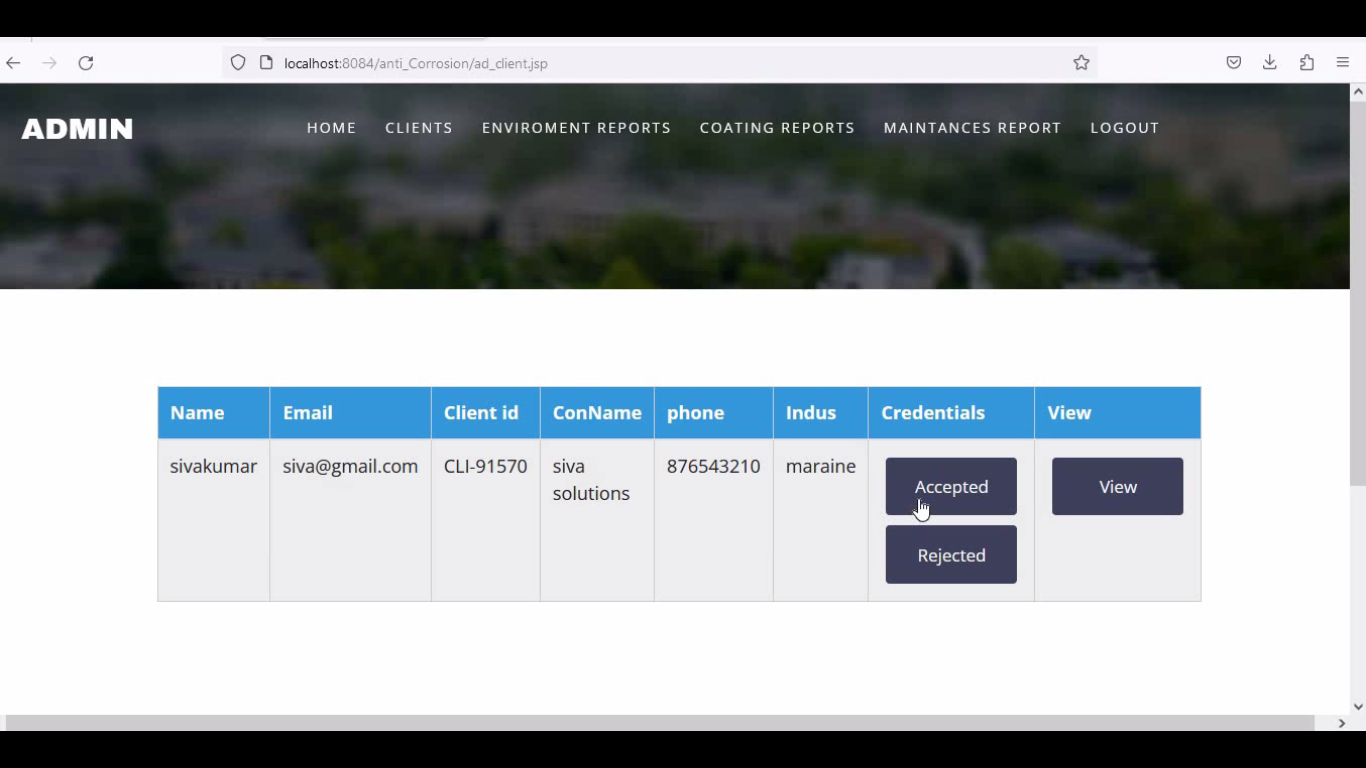 localhost:8084/anti_Corrosion/ad_client.jsp
ADMIN
HOME CLIENTS ENVIROMENT REPORTS COATING REPORTS MAINTANCES REPORT LOGOUT
Name Email Client id ConName phone Indus Credentials View
sivakumar siva@gmail.com CLI-91570 siva solutions 876543210 maraine Accepted View
Rejected